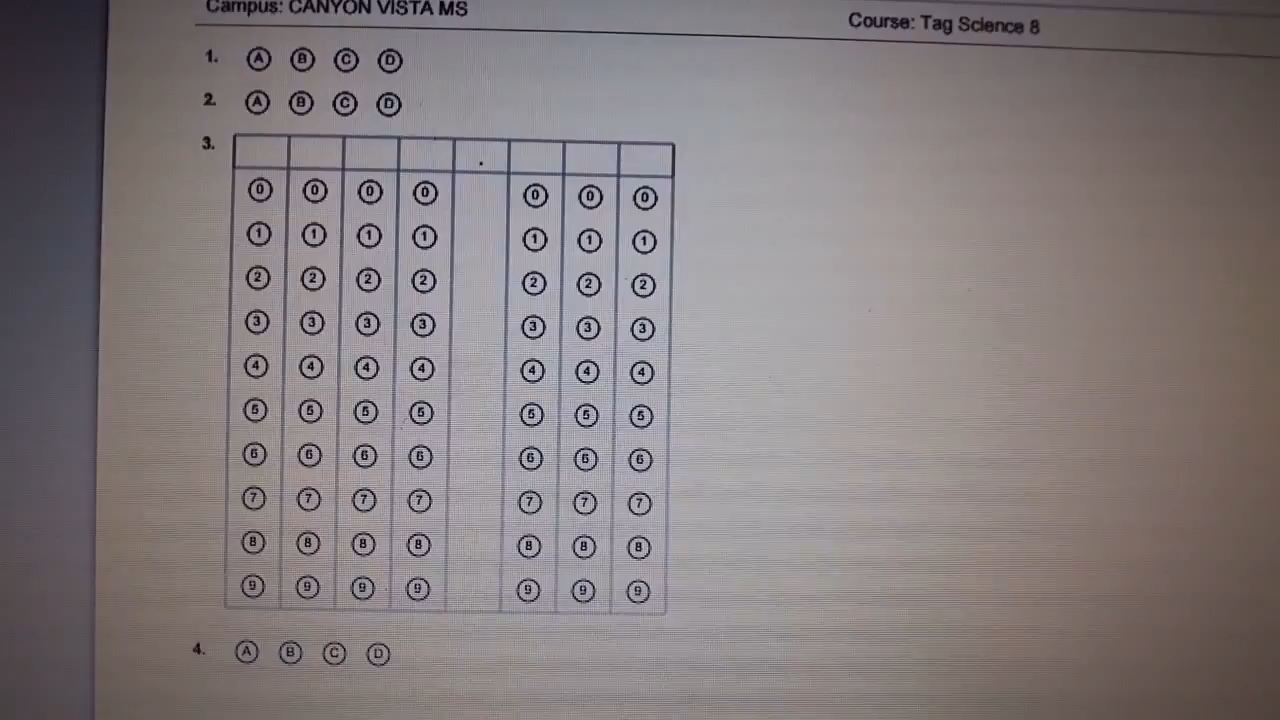 Campus: CANYON VISTA MS
Course: Tag Science 8
1. A B C D
2. A B C D
3.
.
0 0 0 0 0 0 0
1 1 1 1 1 1 1
2 2 2 2 2 2 2
3 3 3 3 3 3 3
4 4 4 4 4 4 4
5 5 5 5 5 5 5
6 6 6 6 6 6 6
7 7 7 7 7 7 7
8 8 8 8 8 8 8
9 9 9 9 9 9 9
4. A B C D